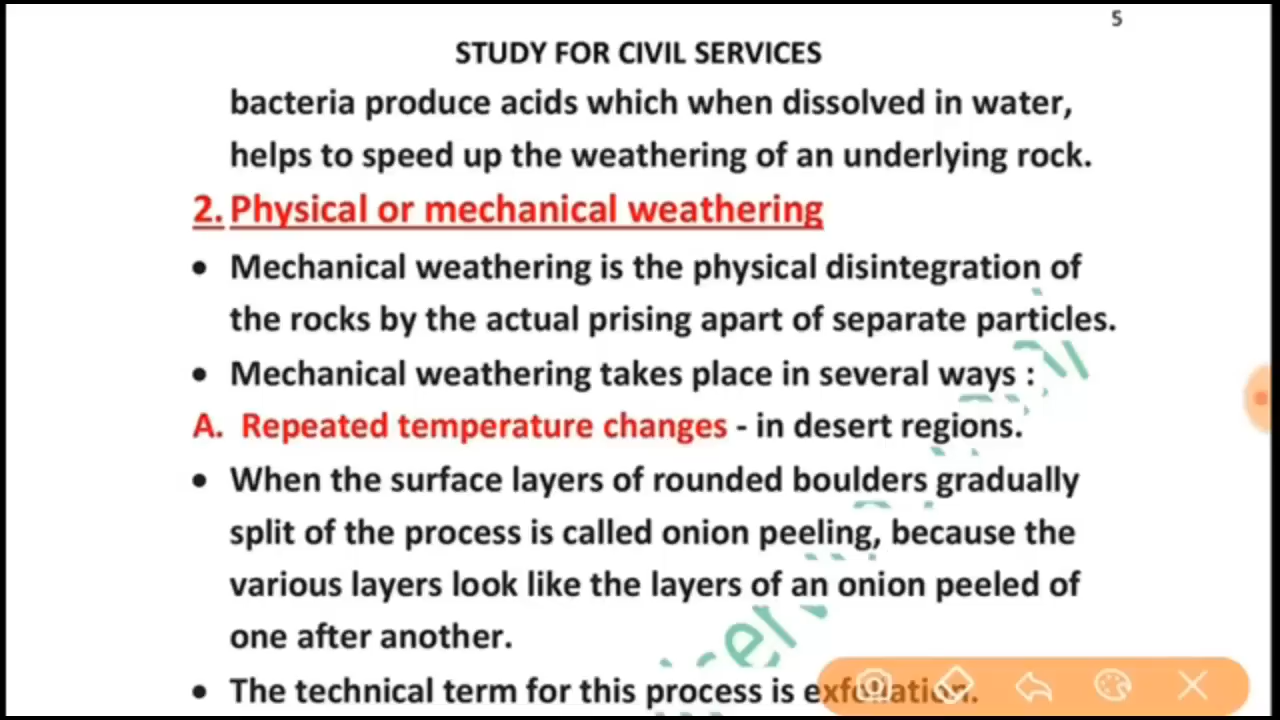 5
STUDY FOR CIVIL SERVICES
bacteria produce acids which when dissolved in water,
helps to speed up the weathering of an underlying rock.
2. Physical or mechanical weathering
• Mechanical weathering is the physical disintegration of
the rocks by the actual prising apart of separate particles.
• Mechanical weathering takes place in several ways :
A. Repeated temperature changes - in desert regions.
• When the surface layers of rounded boulders gradually
split of the process is called onion peeling, because the
various layers look like the layers of an onion peeled of
one after another.
• The technical term for this process is exfoliation.